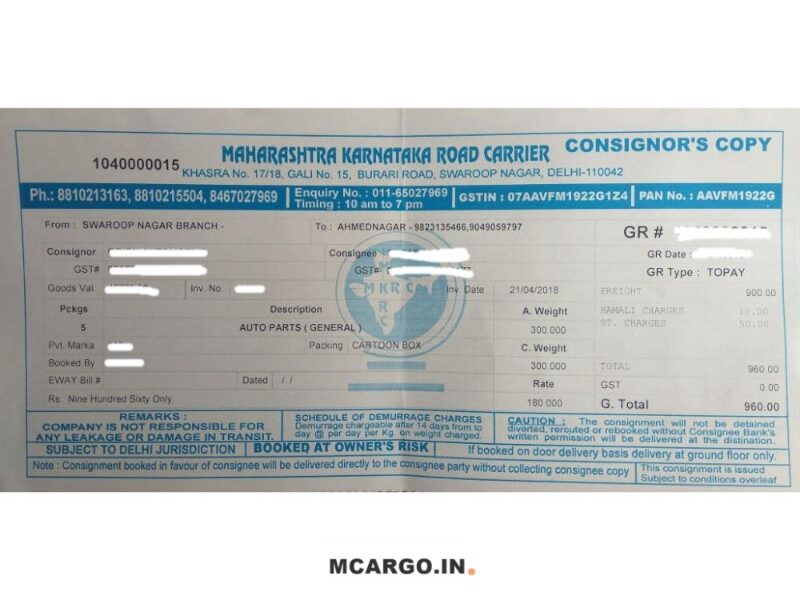 CONSIGNOR'S COPY
1040000015
MAHARASHTRA KARNATAKA ROAD CARRIER
KHASRA No. 17/18, GALI No. 15, BURARI ROAD, SWAROOP NAGAR, DELHI-110042
Ph.: 8810213163, 8810215504, 8467027969
Enquiry No. : 011-65027969
Timing : 10 am to 7 pm
GSTIN : 07AAVFM1922G1Z4
PAN No. : AAVFM1922G
From : SWAROOP NAGAR BRANCH -
To : AHMEDNAGAR - 9823135466,9049059797
GR #
Consignor
Consignee
GR Date :
GST#
GST#
GR Type : TOPAY
Goods Val.
Inv. No
Inv. Date
21/04/2018
FREIGHT 900.00
Pckgs
Description
A. Weight
HAMALI CHARGES 10.00
5
AUTO PARTS ( GENERAL )
300.000
ST. CHARGES 50.00
Pvt. Marka
Packing CARTOON BOX
C. Weight
Booked By
300.000
TOTAL 960.00
EWAY Bill #
Dated / /
Rate
GST 0.00
Rs Nine Hundred Sixty Only.
180.000
G. Total 960.00
REMARKS :
COMPANY IS NOT RESPONSIBLE FOR
ANY LEAKAGE OR DAMAGE IN TRANSIT.
SCHEDULE OF DEMURRAGE CHARGES
Demurrage chargeable after 14 days from to
day @ per day per Kg. on weight charged.
CAUTION : The consignment will not be detained
diverted, rercuted or rebooked without Consignee Bank's
written permission will be delivered at the distination.
SUBJECT TO DELHI JURISDICTION
BOOKED AT OWNER'S RISK
If booked on door delivery basis delivery at ground floor only.
Note : Consignment booked in favour of consignee will be delivered directly to the consignee party without collecting consignee copy
This consignment is issued
Subject to conditions overleaf
MKRC
MCARGO.IN.